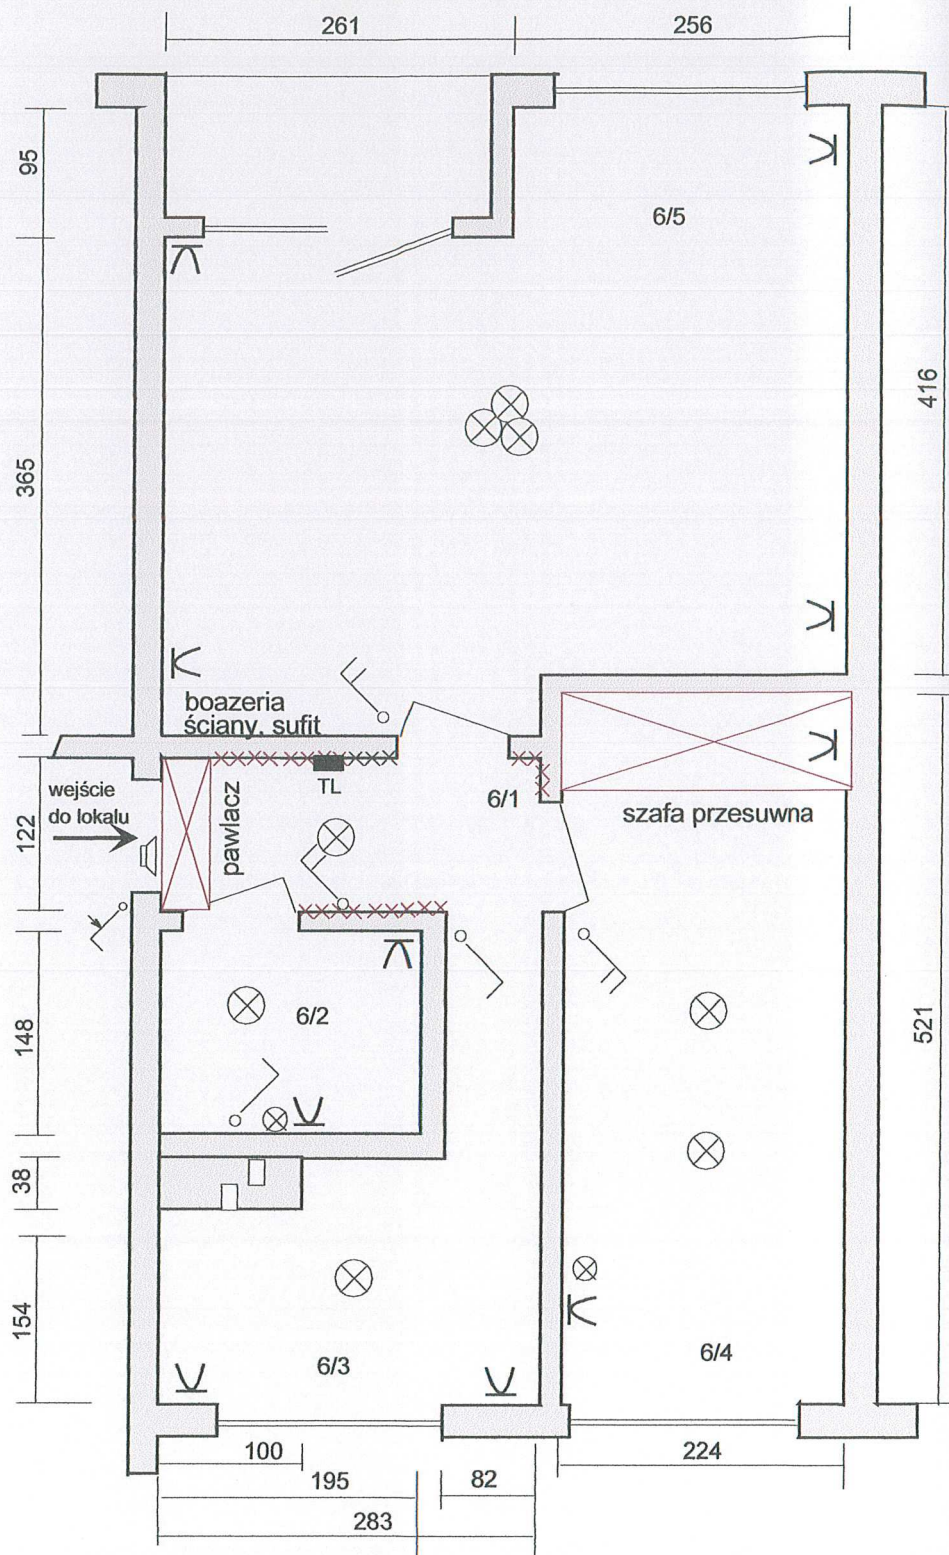 261
256
95
6/5
416
365
boazeria
ściany, sufit
TL
6/1
wejście
do lokalu
pawlacz
szafa przesuwna
122
6/2
148
521
38
154
6/3
6/4
100
224
195
82
283